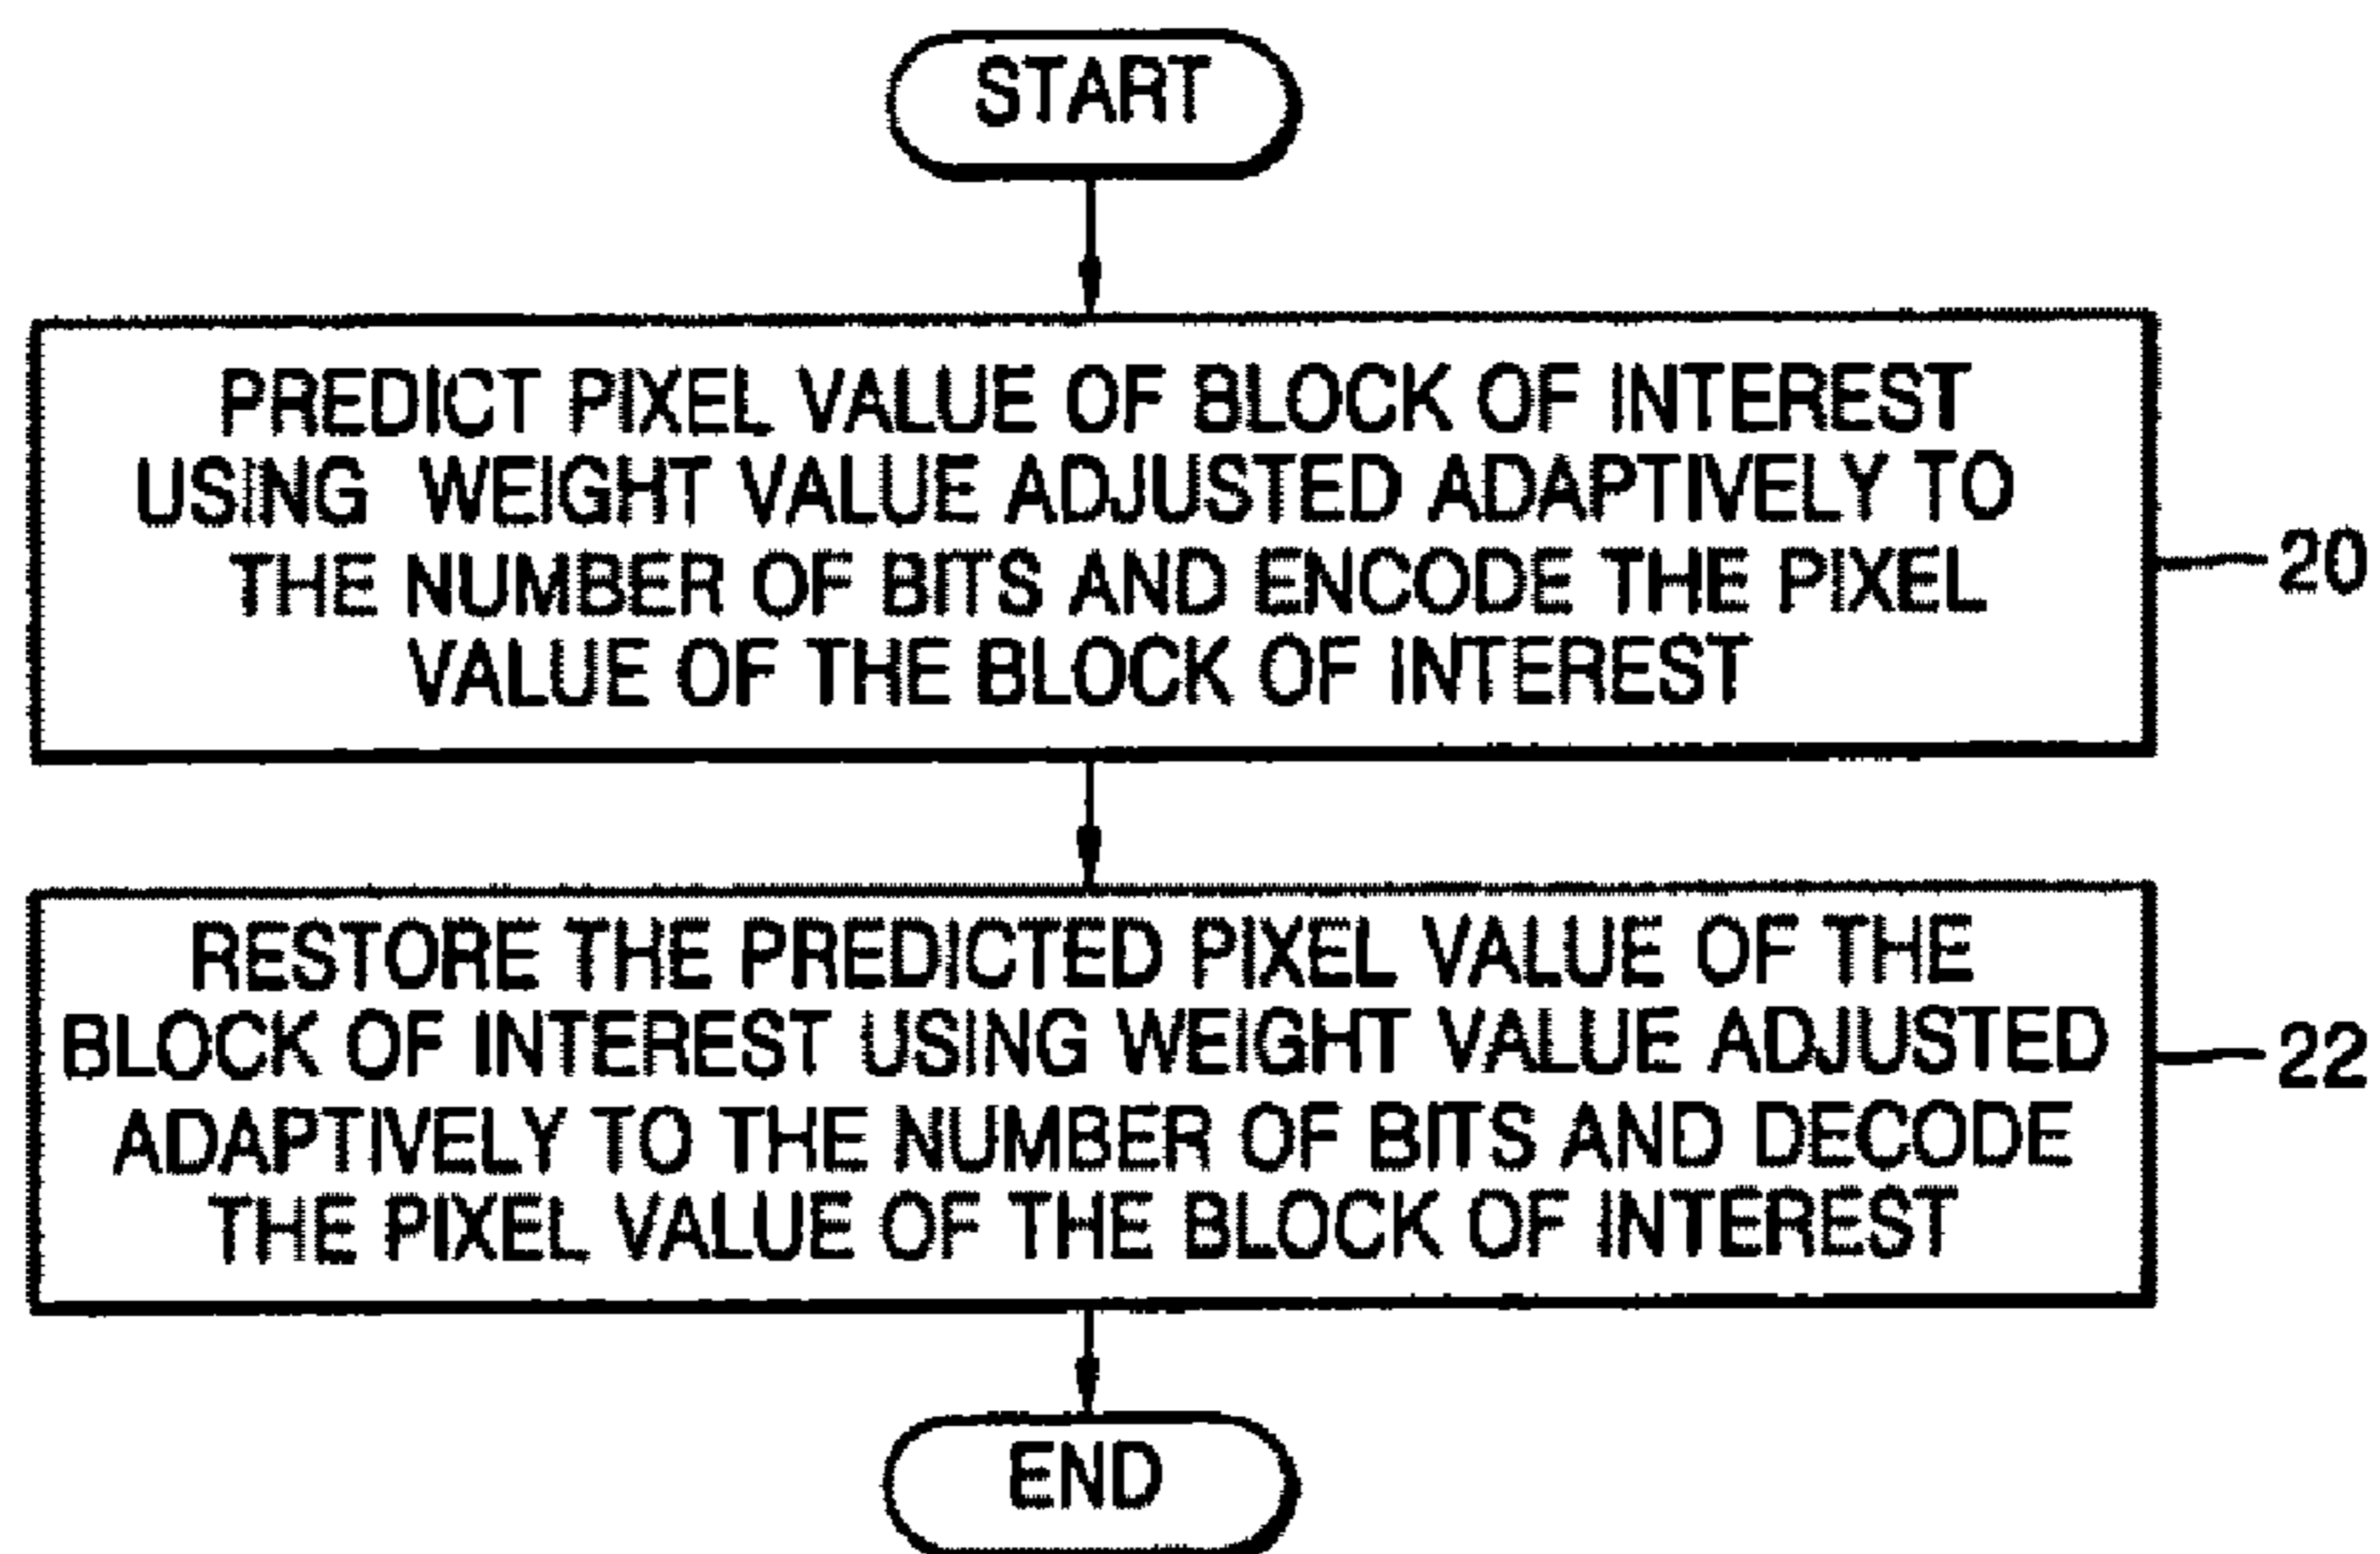 START
PREDICT PIXEL VALUE OF BLOCK OF INTEREST
USING WEIGHT VALUE ADJUSTED ADAPTIVELY TO
THE NUMBER OF BITS AND ENCODE THE PIXEL
VALUE OF THE BLOCK OF INTEREST
20
RESTORE THE PREDICTED PIXEL VALUE OF THE
BLOCK OF INTEREST USING WEIGHT VALUE ADJUSTED
ADAPTIVELY TO THE NUMBER OF BITS AND DECODE
THE PIXEL VALUE OF THE BLOCK OF INTEREST
22
END